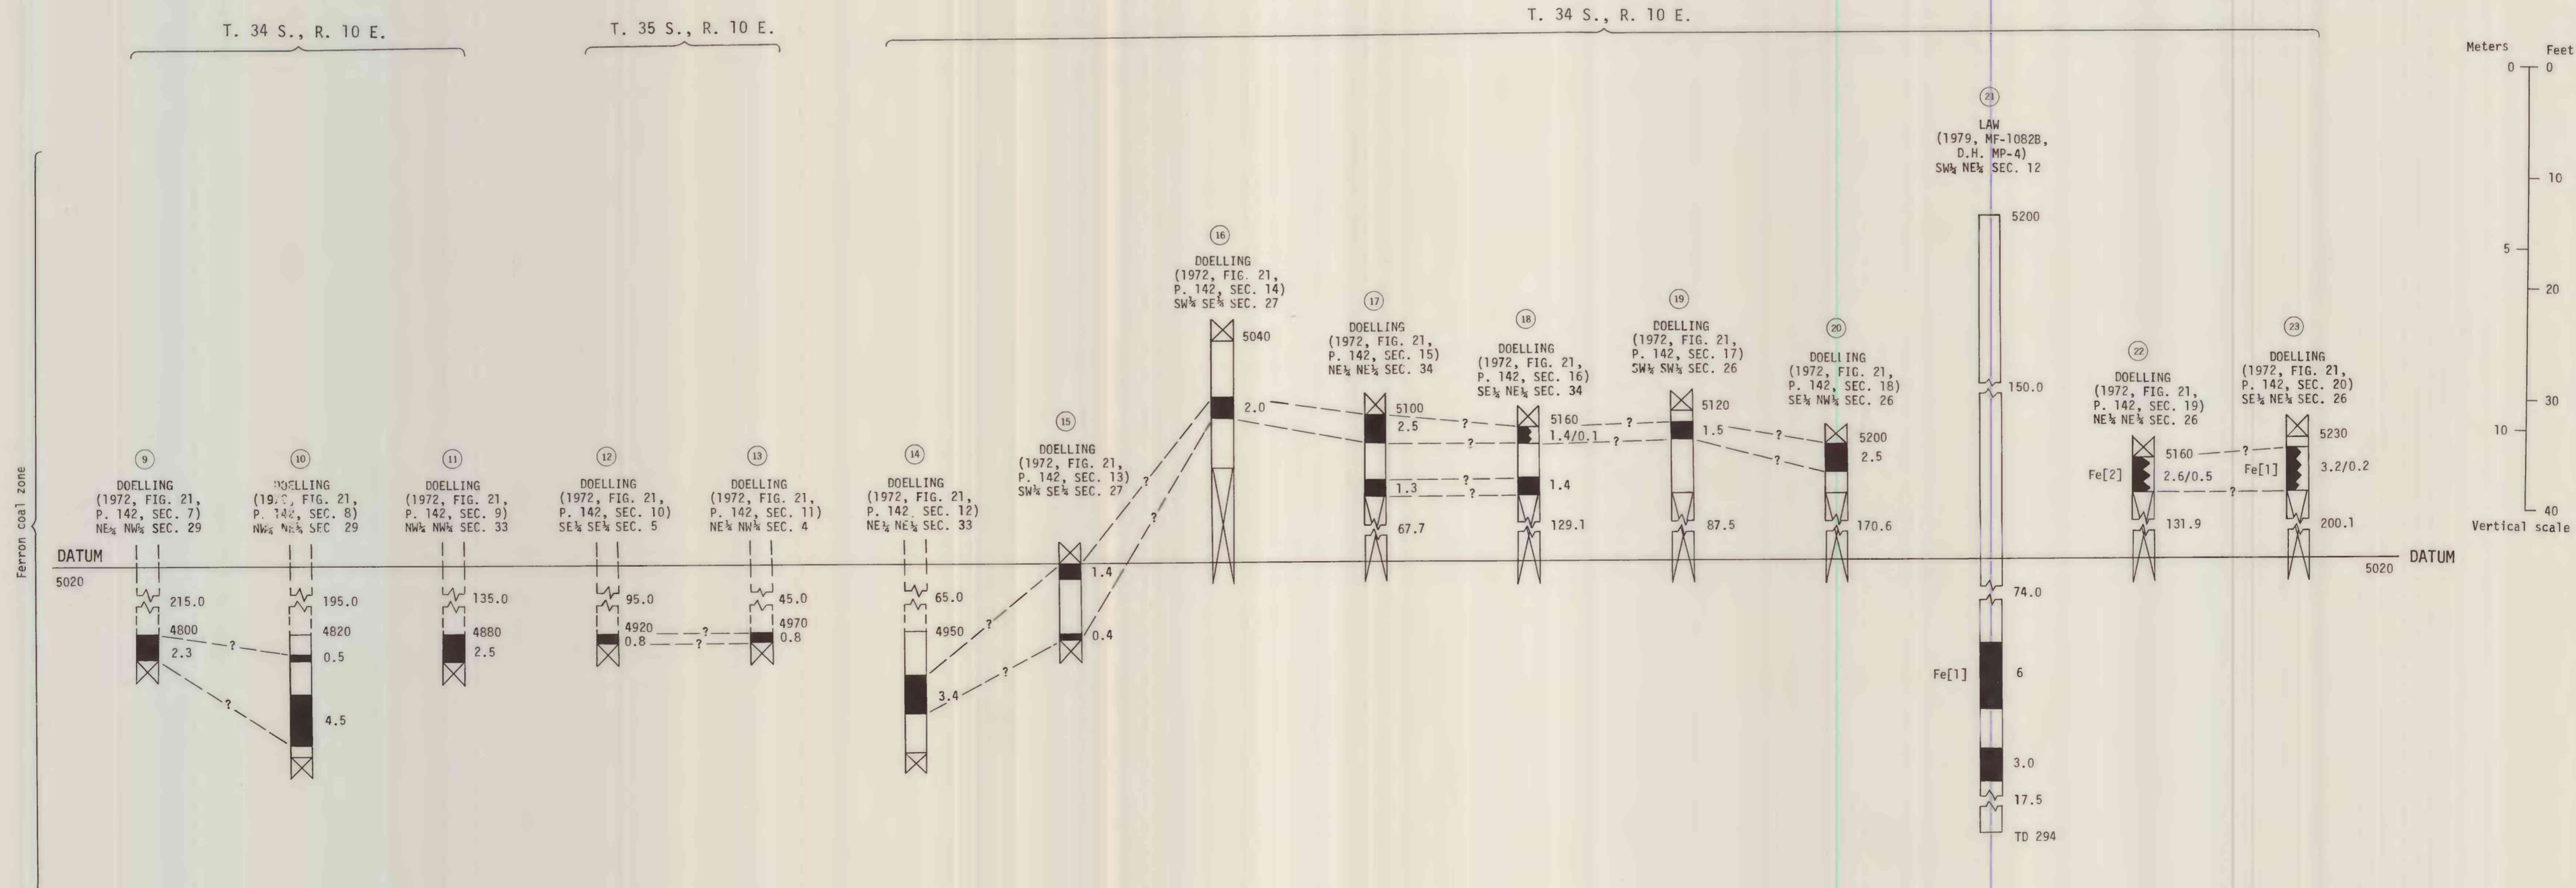 T. 34 S., R. 10 E.
T. 35 S., R. 10 E.
T. 34 S., R. 10 E.
Meters Feet
0 0
10
5
20
30
10
40
Vertical scale
Ferron coal zone
DATUM
5020
DATUM
5020
9
DOELLING
(1972, FIG. 21,
P. 142, SEC. 7)
NE¼ NW¼ SEC. 29
215.0
4800
2.3
?
?
10
DOELLING
FIG. 21,
P. 142, SEC. 8)
NW¼ NE¼ SEC 29
195.0
4820
0.5
4.5
11
DOELLING
(1972, FIG. 21,
P. 142, SEC. 9)
NW¼ NW¼ SEC. 33
135.0
4880
2.5
12
DOELLING
(1972, FIG. 21,
P. 142, SEC. 10)
SE¼ SE¼ SEC. 5
95.0
4920
0.8
?
?
13
DOELLING
(1972, FIG. 21,
P. 142, SEC. 11)
NE¼ NW¼ SEC. 4
45.0
4970
0.8
14
DOELLING
(1972, FIG. 21,
P. 142, SEC. 12)
NE¼ NE¼ SEC. 33
65.0
4950
3.4
?
?
15
DOELLING
(1972, FIG. 21,
P. 142, SEC. 13)
SW¼ SE¼ SEC. 27
1.4
0.4
?
?
16
DOELLING
(1972, FIG. 21,
P. 142, SEC. 14)
SW¼ SE¼ SEC. 27
5040
2.0
17
DOELLING
(1972, FIG. 21,
P. 142, SEC. 15)
NE¼ NE¼ SEC. 34
5100
2.5
1.3
67.7
?
?
?
?
18
DOELLING
(1972, FIG. 21,
P. 142, SEC. 16)
SE¼ NE¼ SEC. 34
5160
1.4/0.1
1.4
129.1
?
?
19
DOELLING
(1972, FIG. 21,
P. 142, SEC. 17)
SW¼ SW¼ SEC. 26
5120
1.5
87.5
?
?
20
DOELLING
(1972, FIG. 21,
P. 142, SEC. 18)
SE¼ NW¼ SEC. 26
5200
2.5
170.6
21
LAW
(1979, MF-1082B,
D.H. MP-4)
SW¼ NE¼ SEC. 12
5200
150.0
74.0
Fe[1]
6
3.0
17.5
TD 294
22
DOELLING
(1972, FIG. 21,
P. 142, SEC. 19)
NE¼ NE¼ SEC. 26
5160
Fe[2]
2.6/0.5
131.9
?
?
23
DOELLING
(1972, FIG. 21,
P. 142, SEC. 20)
SE¼ NE¼ SEC. 26
5230
Fe[1]
3.2/0.2
200.1